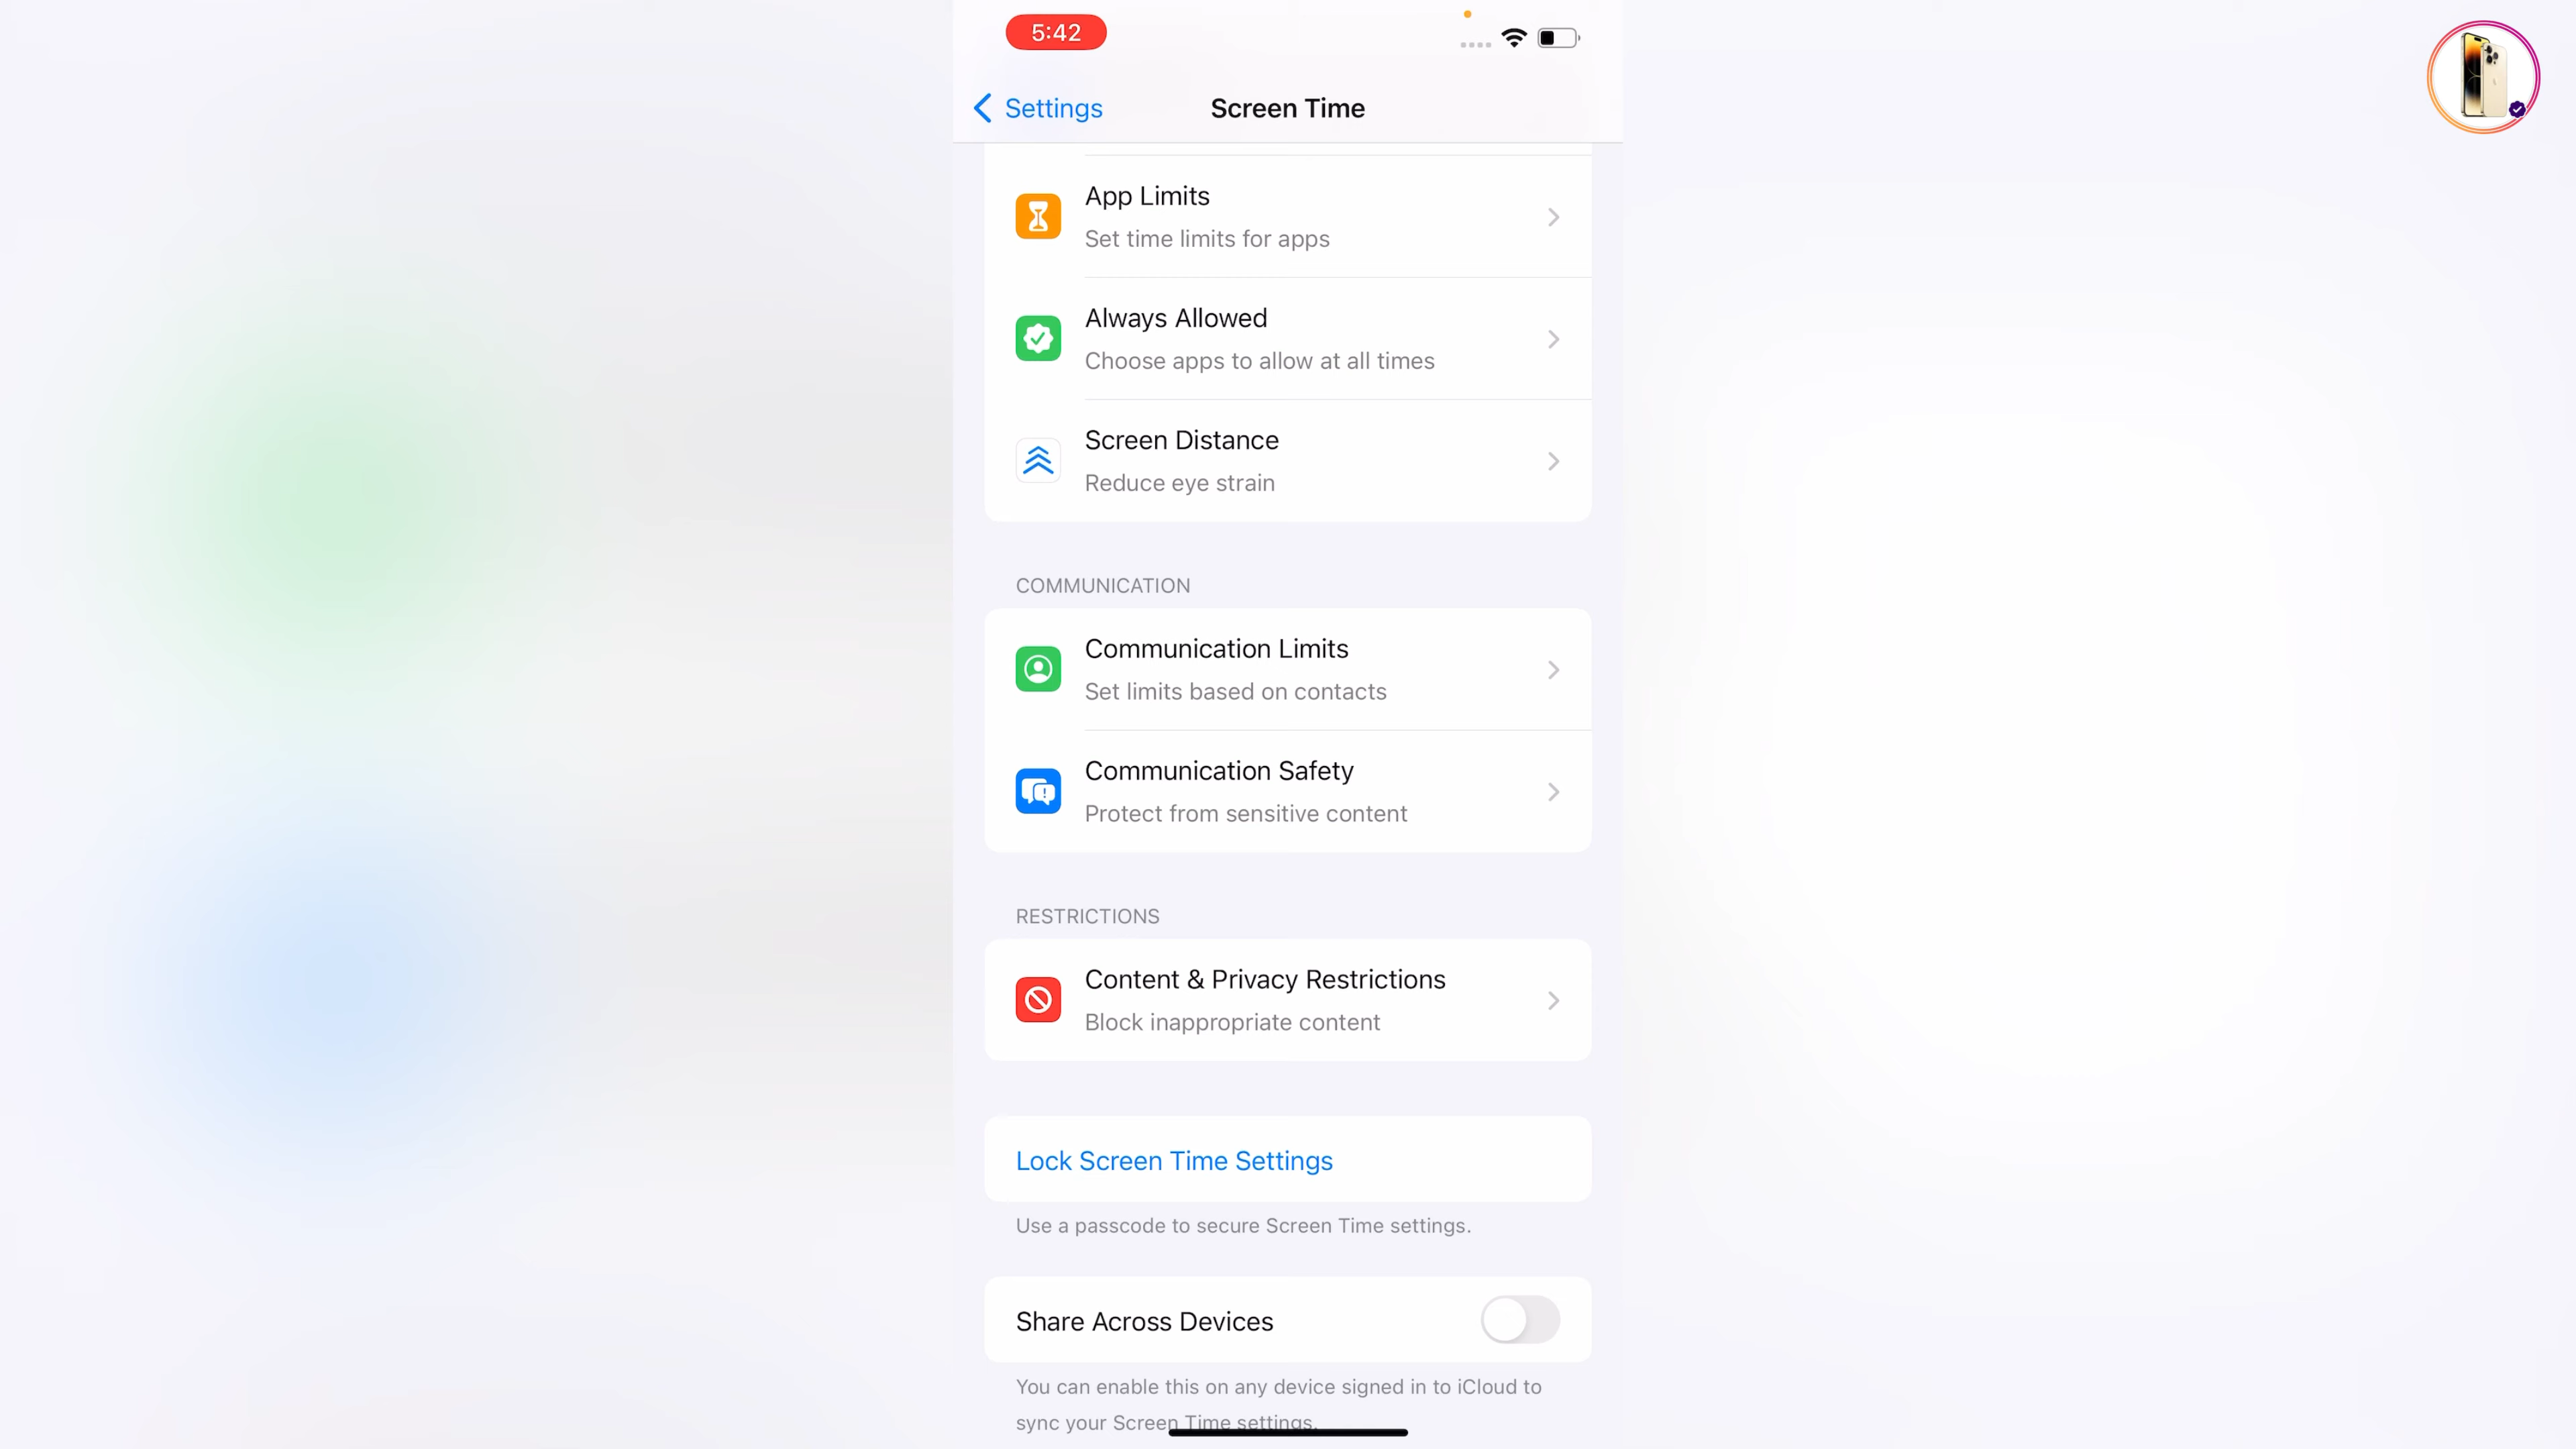 5:42
Settings
Screen Time
App Limits
Set time limits for apps
Always Allowed
Choose apps to allow at all times
Screen Distance
Reduce eye strain
COMMUNICATION
Communication Limits
Set limits based on contacts
Communication Safety
Protect from sensitive content
RESTRICTIONS
Content & Privacy Restrictions
Block inappropriate content
Lock Screen Time Settings
Use a passcode to secure Screen Time settings.
Share Across Devices
You can enable this on any device signed in to iCloud to
sync your Screen Time settings.